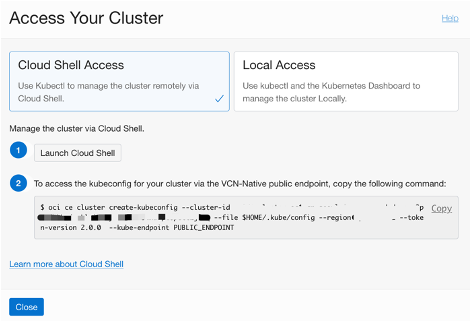 Access Your Cluster
Help
Cloud Shell Access
Use Kubectl to manage the cluster remotely via
Cloud Shell.
Local Access
Use kubectl and the Kubernetes Dashboard to
manage the cluster Locally.
Manage the cluster via Cloud Shell.
1
Launch Cloud Shell
2
To access the kubeconfig for your cluster via the VCN-Native public endpoint, copy the following command:
$ oci ce cluster create-kubeconfig --cluster-id
Copy
--file $HOME/.kube/config --region --toke
n-version 2.0.0 --kube-endpoint PUBLIC_ENDPOINT
Learn more about Cloud Shell
Close